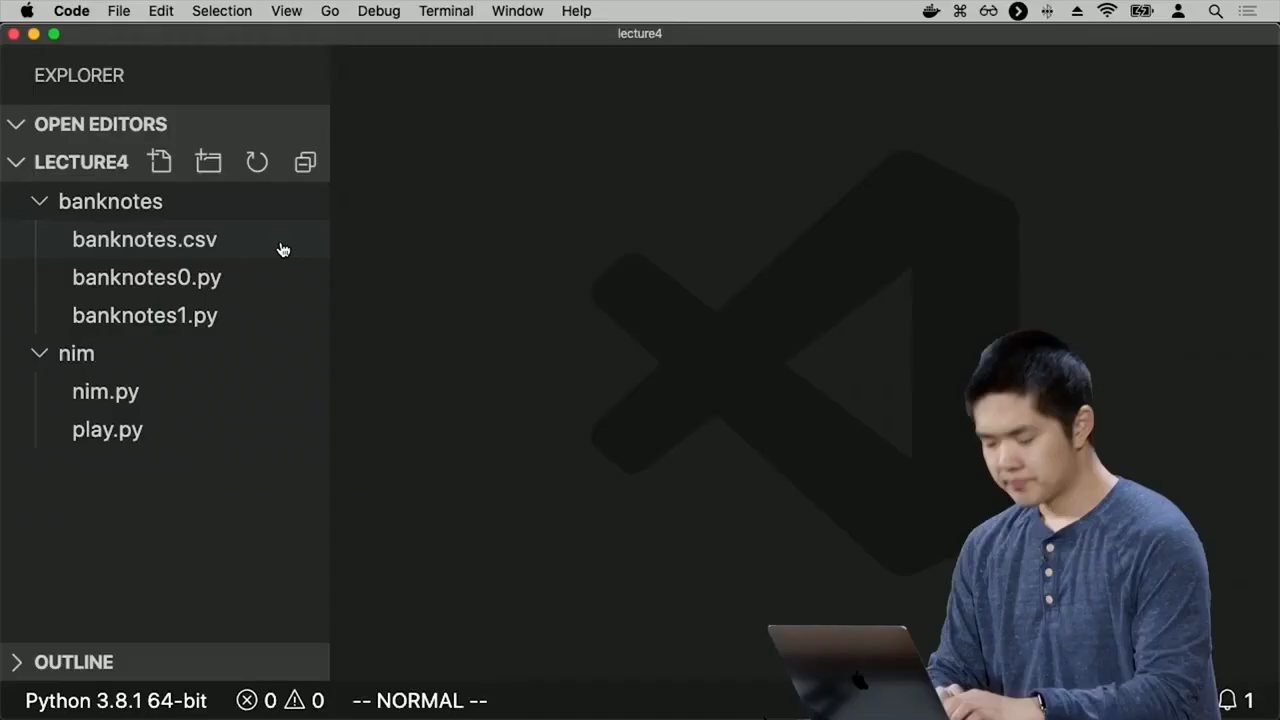 Code File Edit Selection View Go Debug Terminal Window Help
lecture4
EXPLORER
OPEN EDITORS
LECTURE4
banknotes
banknotes.csv
banknotes0.py
banknotes1.py
nim
nim.py
play.py
OUTLINE
Python 3.8.1 64-bit 0 0 -- NORMAL -- 1